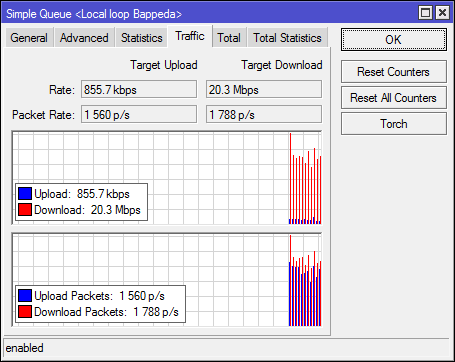 Simple Queue <Local loop Bappeda>
General Advanced Statistics Traffic Total Total Statistics
Target Upload Target Download
Rate: 855.7 kbps 20.3 Mbps
Packet Rate: 1 560 p/s 1 788 p/s
Upload: 855.7 kbps
Download: 20.3 Mbps
Upload Packets: 1 560 p/s
Download Packets: 1 788 p/s
OK
Reset Counters
Reset All Counters
Torch
enabled